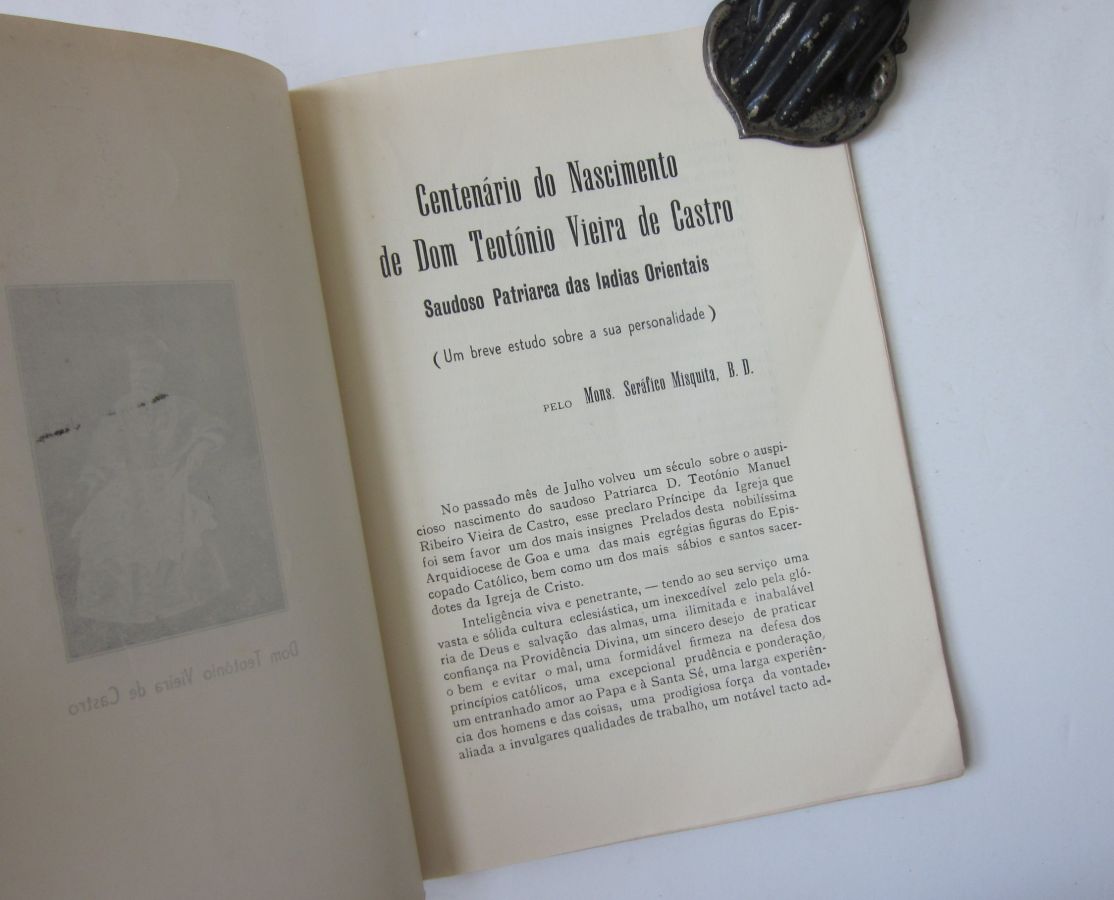 Dom Teotónio Vieira de Castro
Centenário do Nascimento
de Dom Teotónio Vieira de Castro
Saudoso Patriarca das Indias Orientais
( Um breve estudo sobre a sua personalidade )
PELO Mons. Seráfico Misquita, B. D.
No passado mês de Julho volveu um século sobre o auspi-
cioso nascimento do saudoso Patriarca D. Teotónio Manuel
Ribeiro Vieira de Castro, esse preclaro Príncipe da Igreja que
foi sem favor um dos mais insignes Prelados desta nobilíssima
Arquidiocese de Goa e uma das mais egrégias figuras do Epis-
copado Católico, bem como um dos mais sábios e santos sacer-
dotes da Igreja de Cristo.
Inteligência viva e penetrante, — tendo ao seu serviço uma
vasta e sólida cultura eclesiástica, um inexcedível zelo pela gló-
ria de Deus e salvação das almas, uma ilimitada e inabalável
confiança na Providência Divina, um sincero desejo de praticar
o bem e evitar o mal, uma formidável firmeza na defesa dos
princípios católicos, uma excepcional prudência e ponderação,
um entranhado amor ao Papa e à Santa Sé, uma larga experiên-
cia dos homens e das coisas, uma prodigiosa força da vontade,
aliada a invulgares qualidades de trabalho, um notável tacto ad-